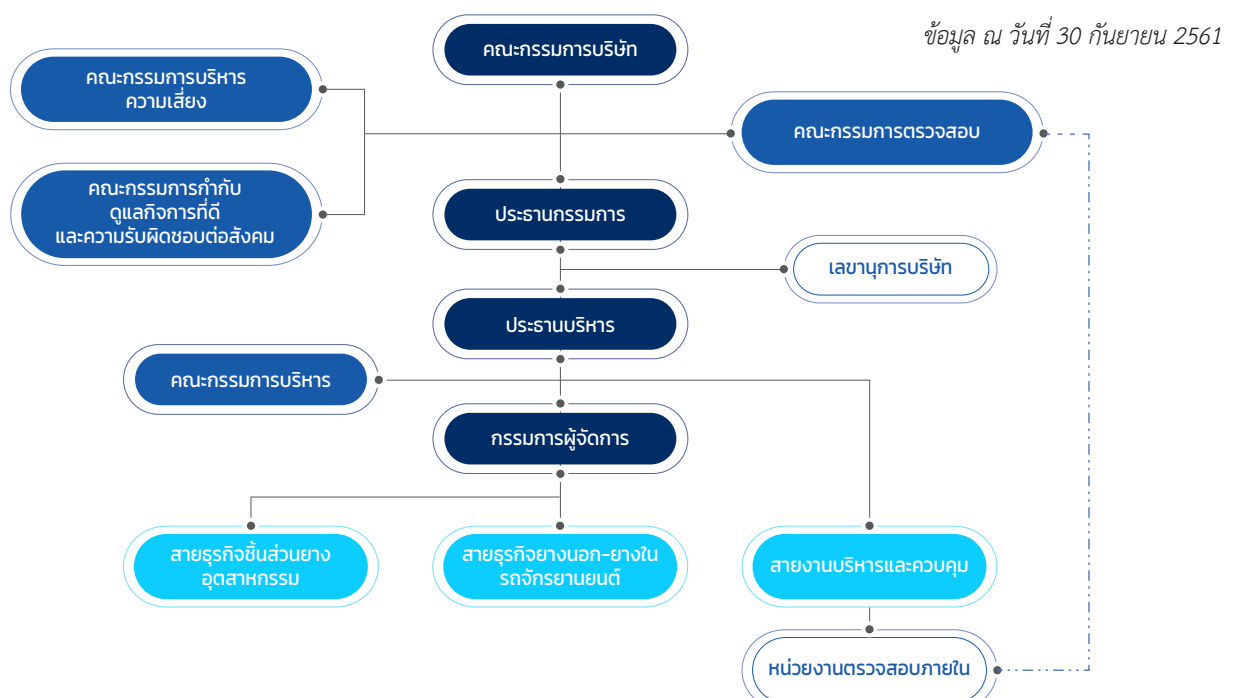 ข้อมูล ณ วันที่ 30 กันยายน 2561
คณะกรรมการบริษัท
คณะกรรมการบริหาร
ความเสี่ยง
คณะกรรมการตรวจสอบ
คณะกรรมการกำกับ
ดูแลกิจการที่ดี
และความรับผิดชอบต่อสังคม
ประธานกรรมการ
เลขานุการบริษัท
ประธานบริหาร
คณะกรรมการบริหาร
กรรมการผู้จัดการ
สายธุรกิจชิ้นส่วนยาง
อุตสาหกรรม
สายธุรกิจยางนอก-ยางใน
รถจักรยานยนต์
สายงานบริหารและควบคุม
หน่วยงานตรวจสอบภายใน